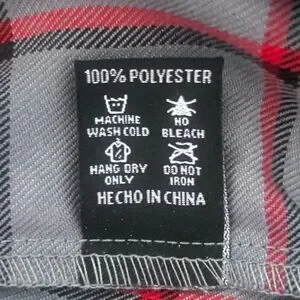 100% POLYESTER
MACHINE WASH COLD
NO BLEACH
HANG DRY ONLY
DO NOT IRON
HECHO IN CHINA